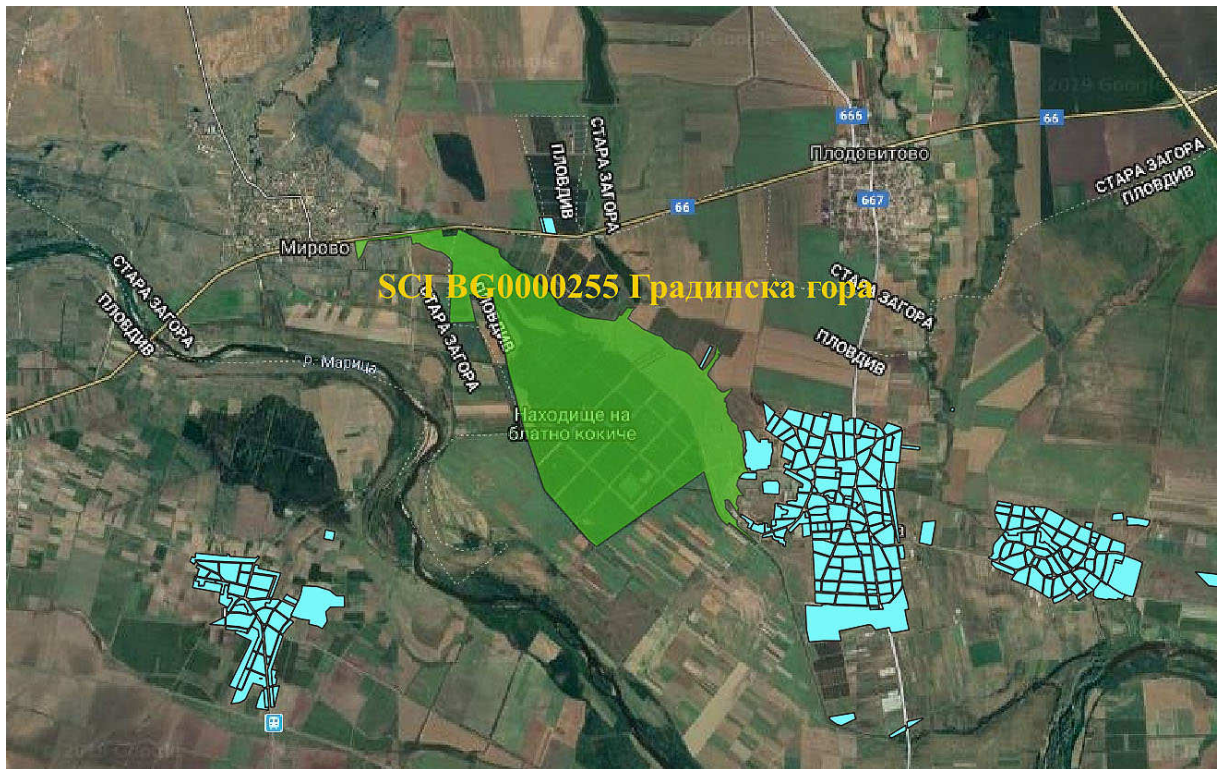 666
66
Плодовитово
СТАРА ЗАГОРА
ПЛОВДИВ
СТАРА ЗАГОРА
ПЛОВДИВ
667
66
Мирово
СТАРА ЗАГОРА
ПЛОВДИВ
SCI BG0000255 Градинска гора
СТАРА ЗАГОРА
ПЛОВДИВ
СТАРА ЗАГОРА
ПЛОВДИВ
р. Марица
Находище на
блатно кокиче